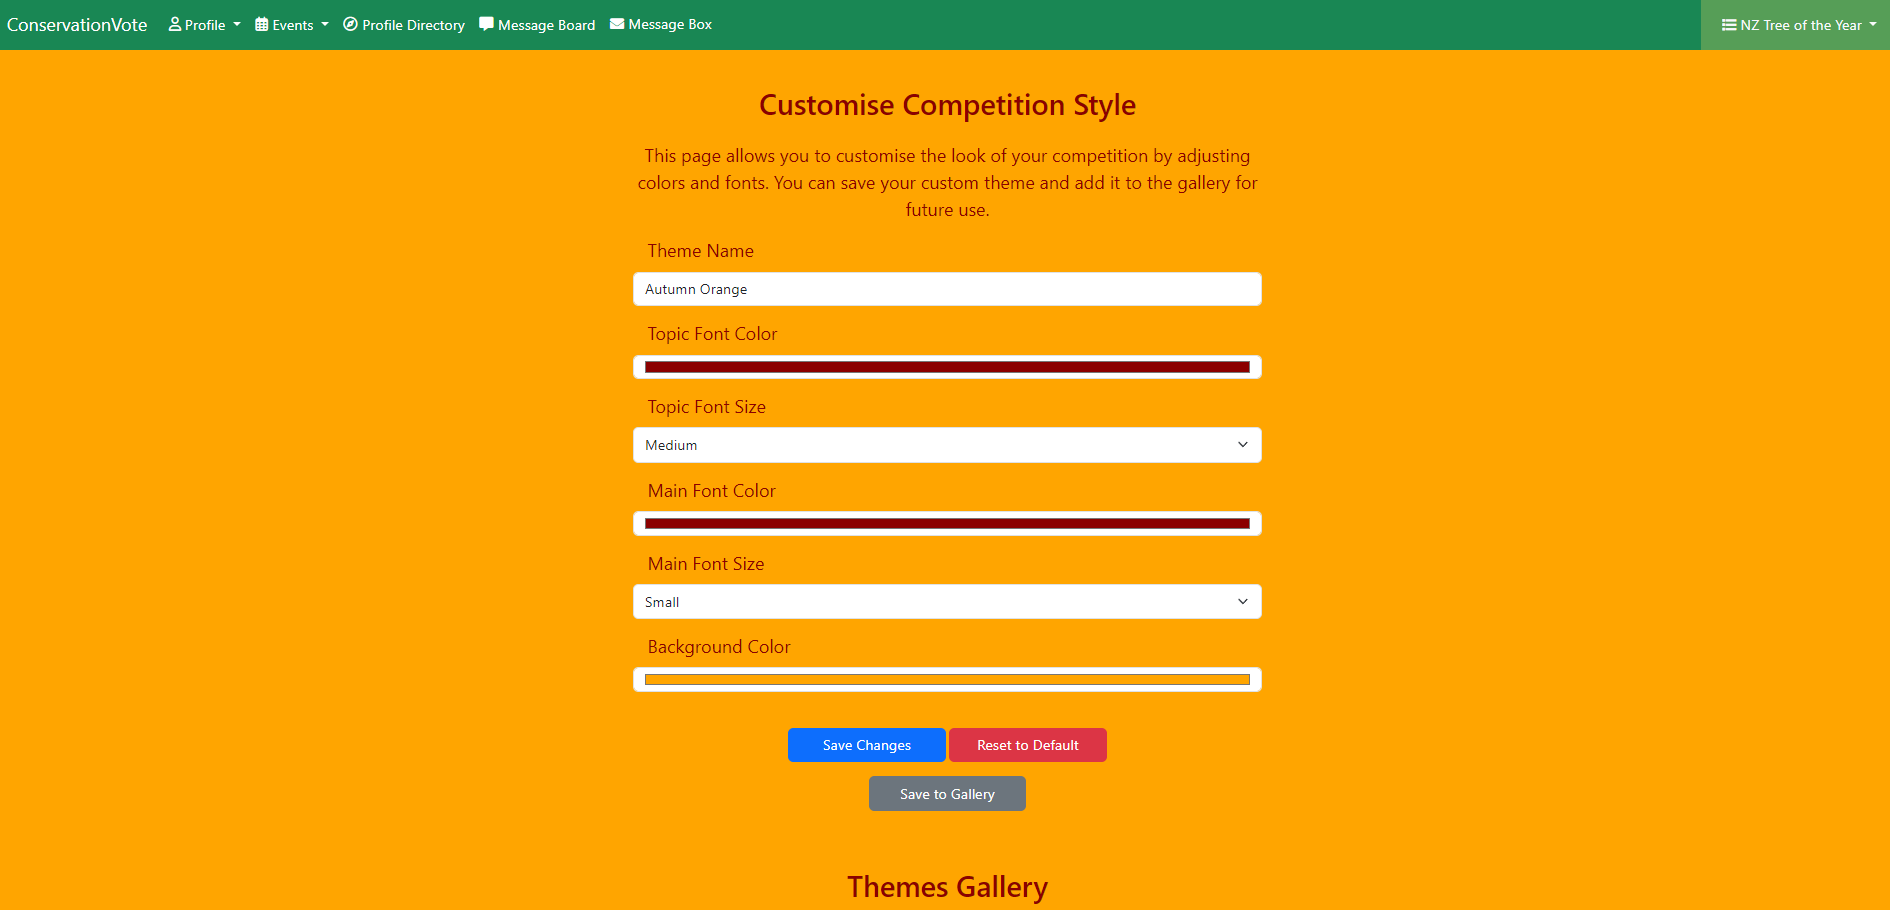 ConservationVote Profile Events Profile Directory Message Board Message Box NZ Tree of the Year
Customise Competition Style
This page allows you to customise the look of your competition by adjusting
colors and fonts. You can save your custom theme and add it to the gallery for
future use.
Theme Name
Autumn Orange
Topic Font Color
Topic Font Size
Medium
Main Font Color
Main Font Size
Small
Background Color
Save Changes Reset to Default
Save to Gallery
Themes Gallery